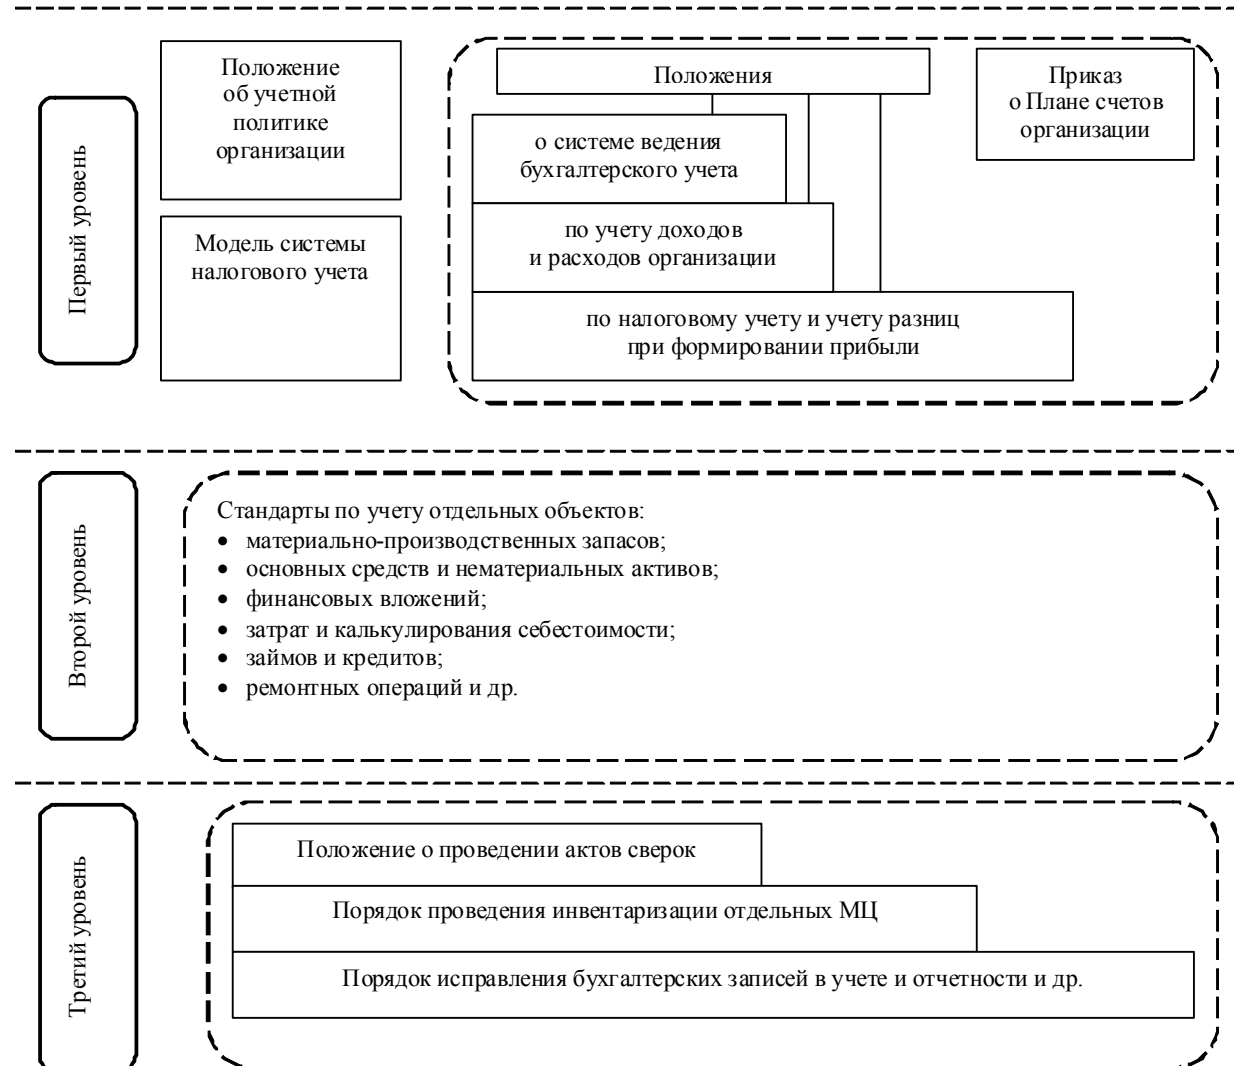 Первый уровень
Положение
об учетной
политике
организации
Модель системы
налогового учета
Положения
о системе ведения
бухгалтерского учета
по учету доходов
и расходов организации
по налоговому учету и учету разниц
при формировании прибыли
Приказ
о Плане счетов
организации
Второй уровень
Стандарты по учету отдельных объектов:
• материально-производственных запасов;
• основных средств и нематериальных активов;
• финансовых вложений;
• затрат и калькулирования себестоимости;
• займов и кредитов;
• ремонтных операций и др.
Третий уровень
Положение о проведении актов сверок
Порядок проведения инвентаризации отдельных МЦ
Порядок исправления бухгалтерских записей в учете и отчетности и др.